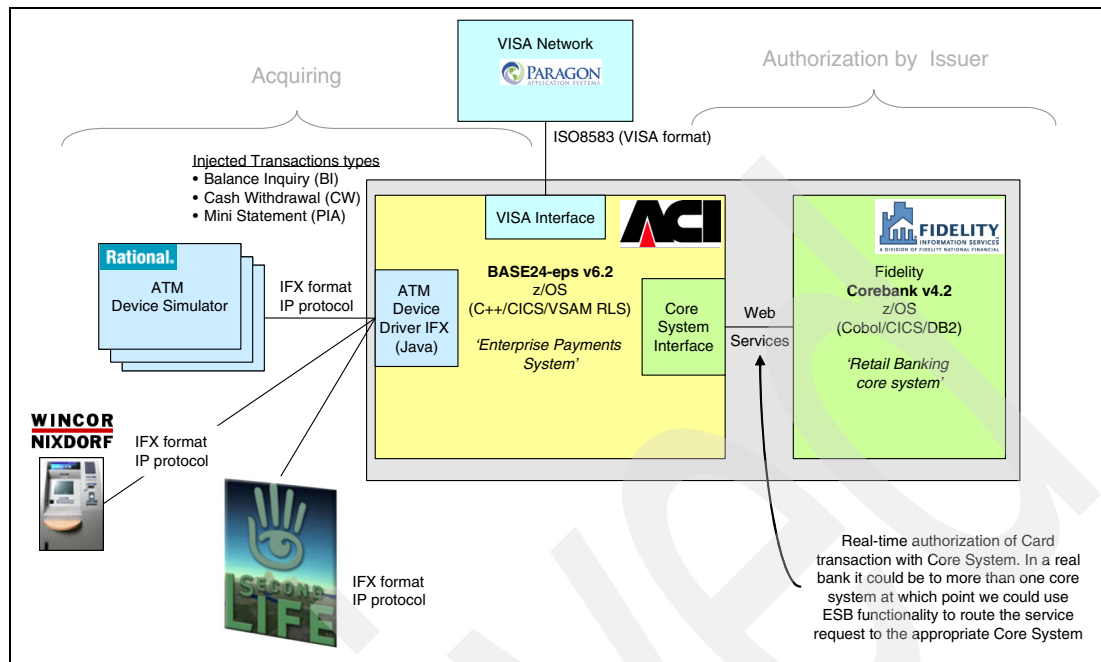 VISA Network
PARAGON
APPLICATION SYSTEMS
Acquiring
Authorization by Issuer
ISO8583 (VISA format)
Injected Transactions types
• Balance Inquiry (BI)
• Cash Withdrawal (CW)
• Mini Statement (PIA)
VISA Interface
ACI
FIDELITY
INFORMATION SERVICES
A DIVISION OF FIDELITY NATIONAL FINANCIAL
Rational.
ATM
Device Simulator
IFX format
IP protocol
ATM
Device
Driver IFX
(Java)
BASE24-eps v6.2
z/OS
(C++/CICS/VSAM RLS)
'Enterprise Payments
System'
Core
System
Interface
Web
Services
Fidelity
Corebank v4.2
z/OS
(Cobol/CICS/DB2)
'Retail Banking
core system'
WINCOR
NIXDORF
IFX format
IP protocol
SECOND
LIFE
IFX format
IP protocol
Real-time authorization of Card
transaction with Core System. In a real
bank it could be to more than one core
system at which point we could use
ESB functionality to route the service
request to the appropriate Core System